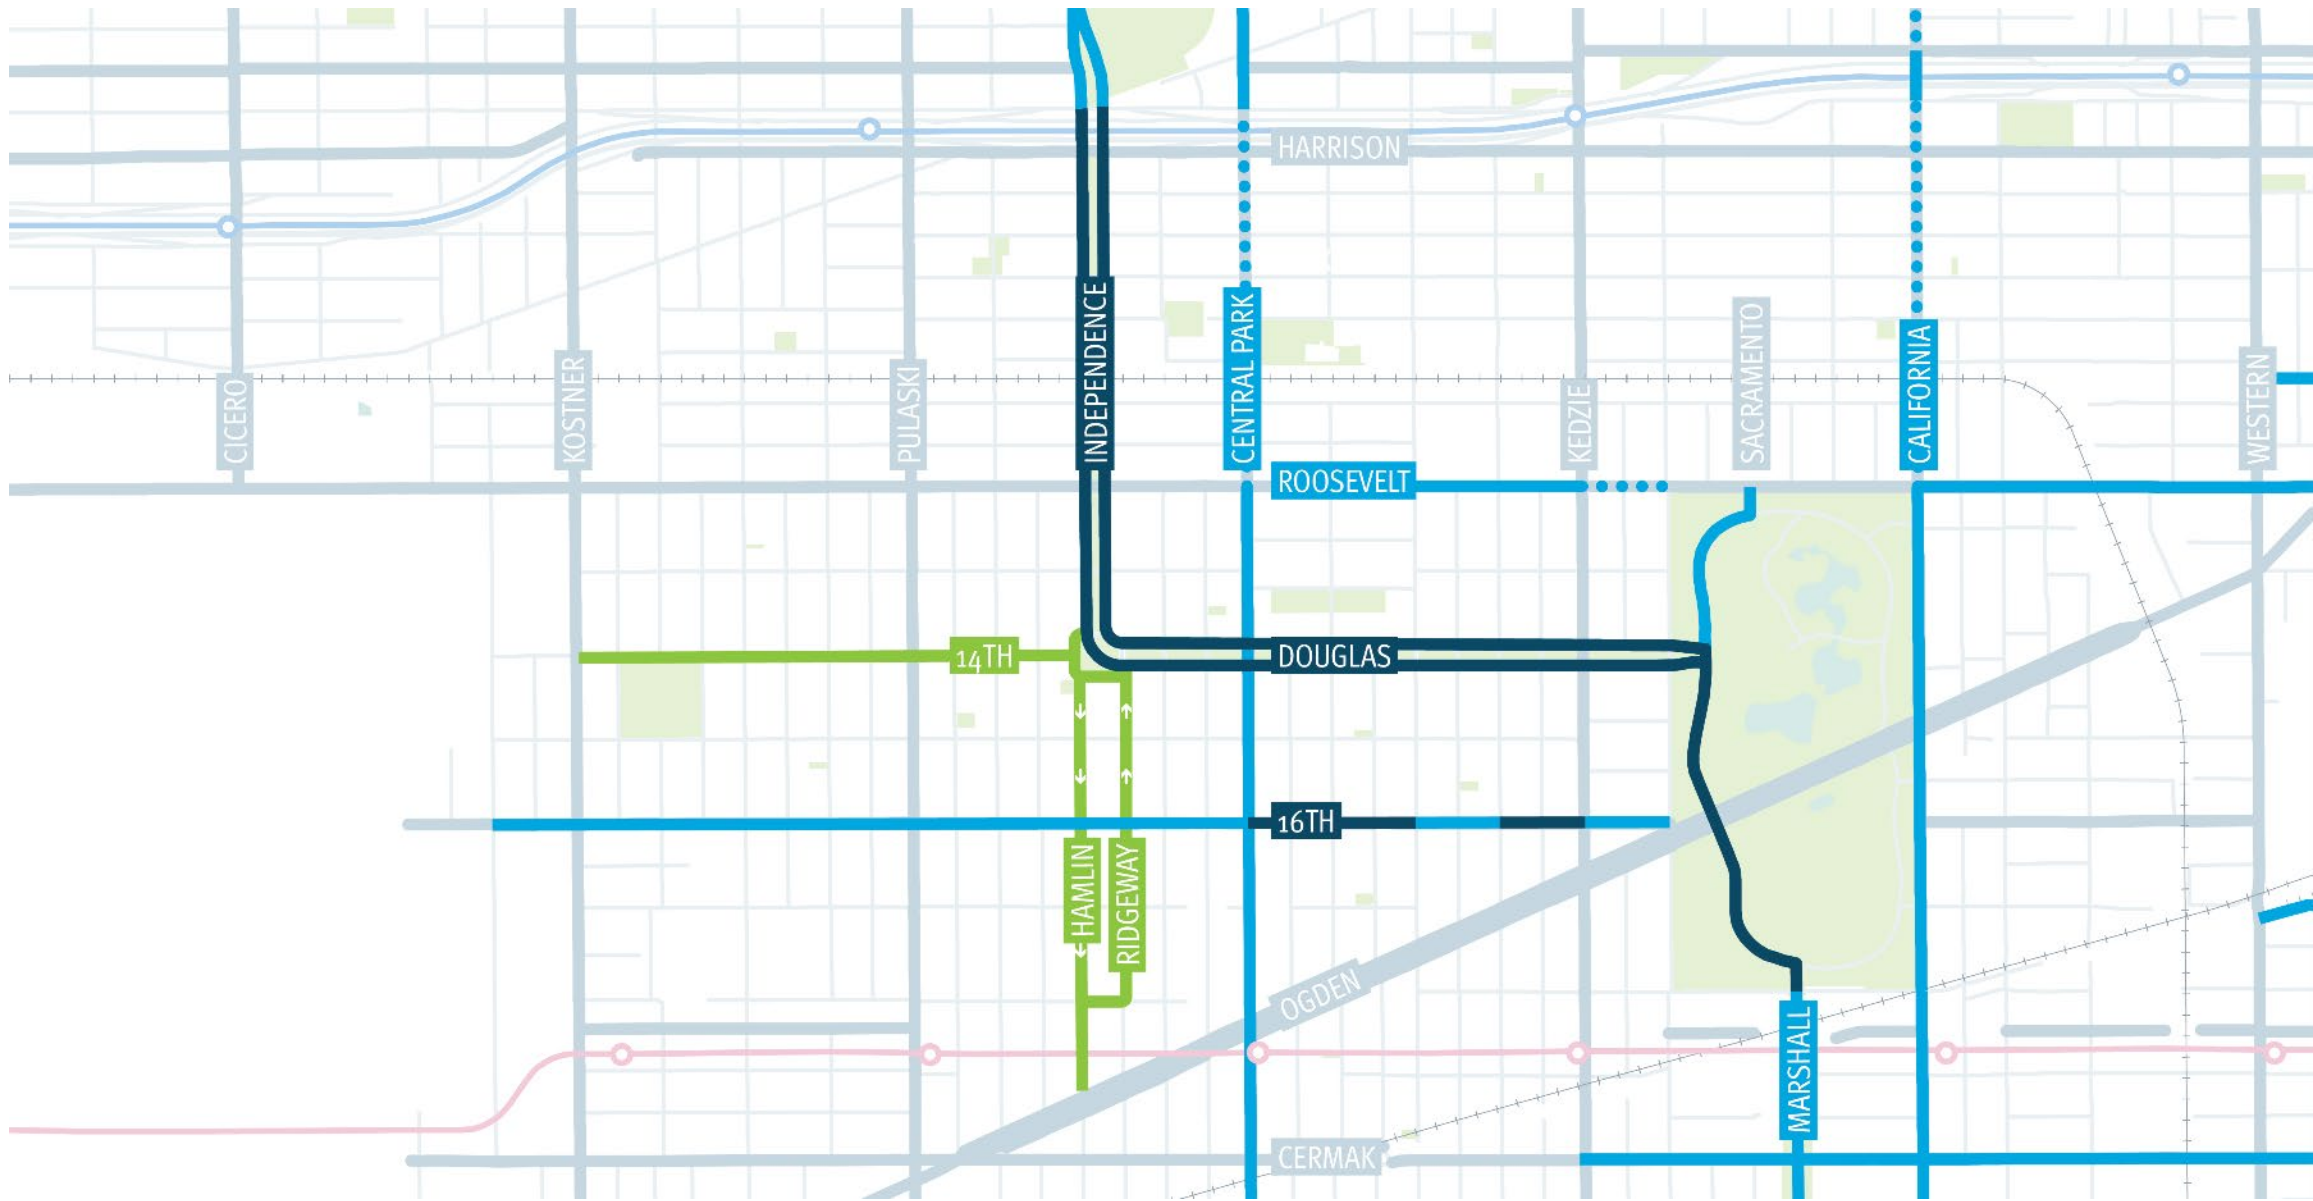 HARRISON
CICERO
KOSTNER
PULASKI
INDEPENDENCE
CENTRAL PARK
KEDZIE
SACRAMENTO
CALIFORNIA
WESTERN
ROOSEVELT
14TH
DOUGLAS
16TH
HAMLIN
RIDGEWAY
OGDEN
MARSHALL
CERMAK